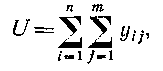 U = \sum_{i=1}^{n} \sum_{j=1}^{m} y_{ij},